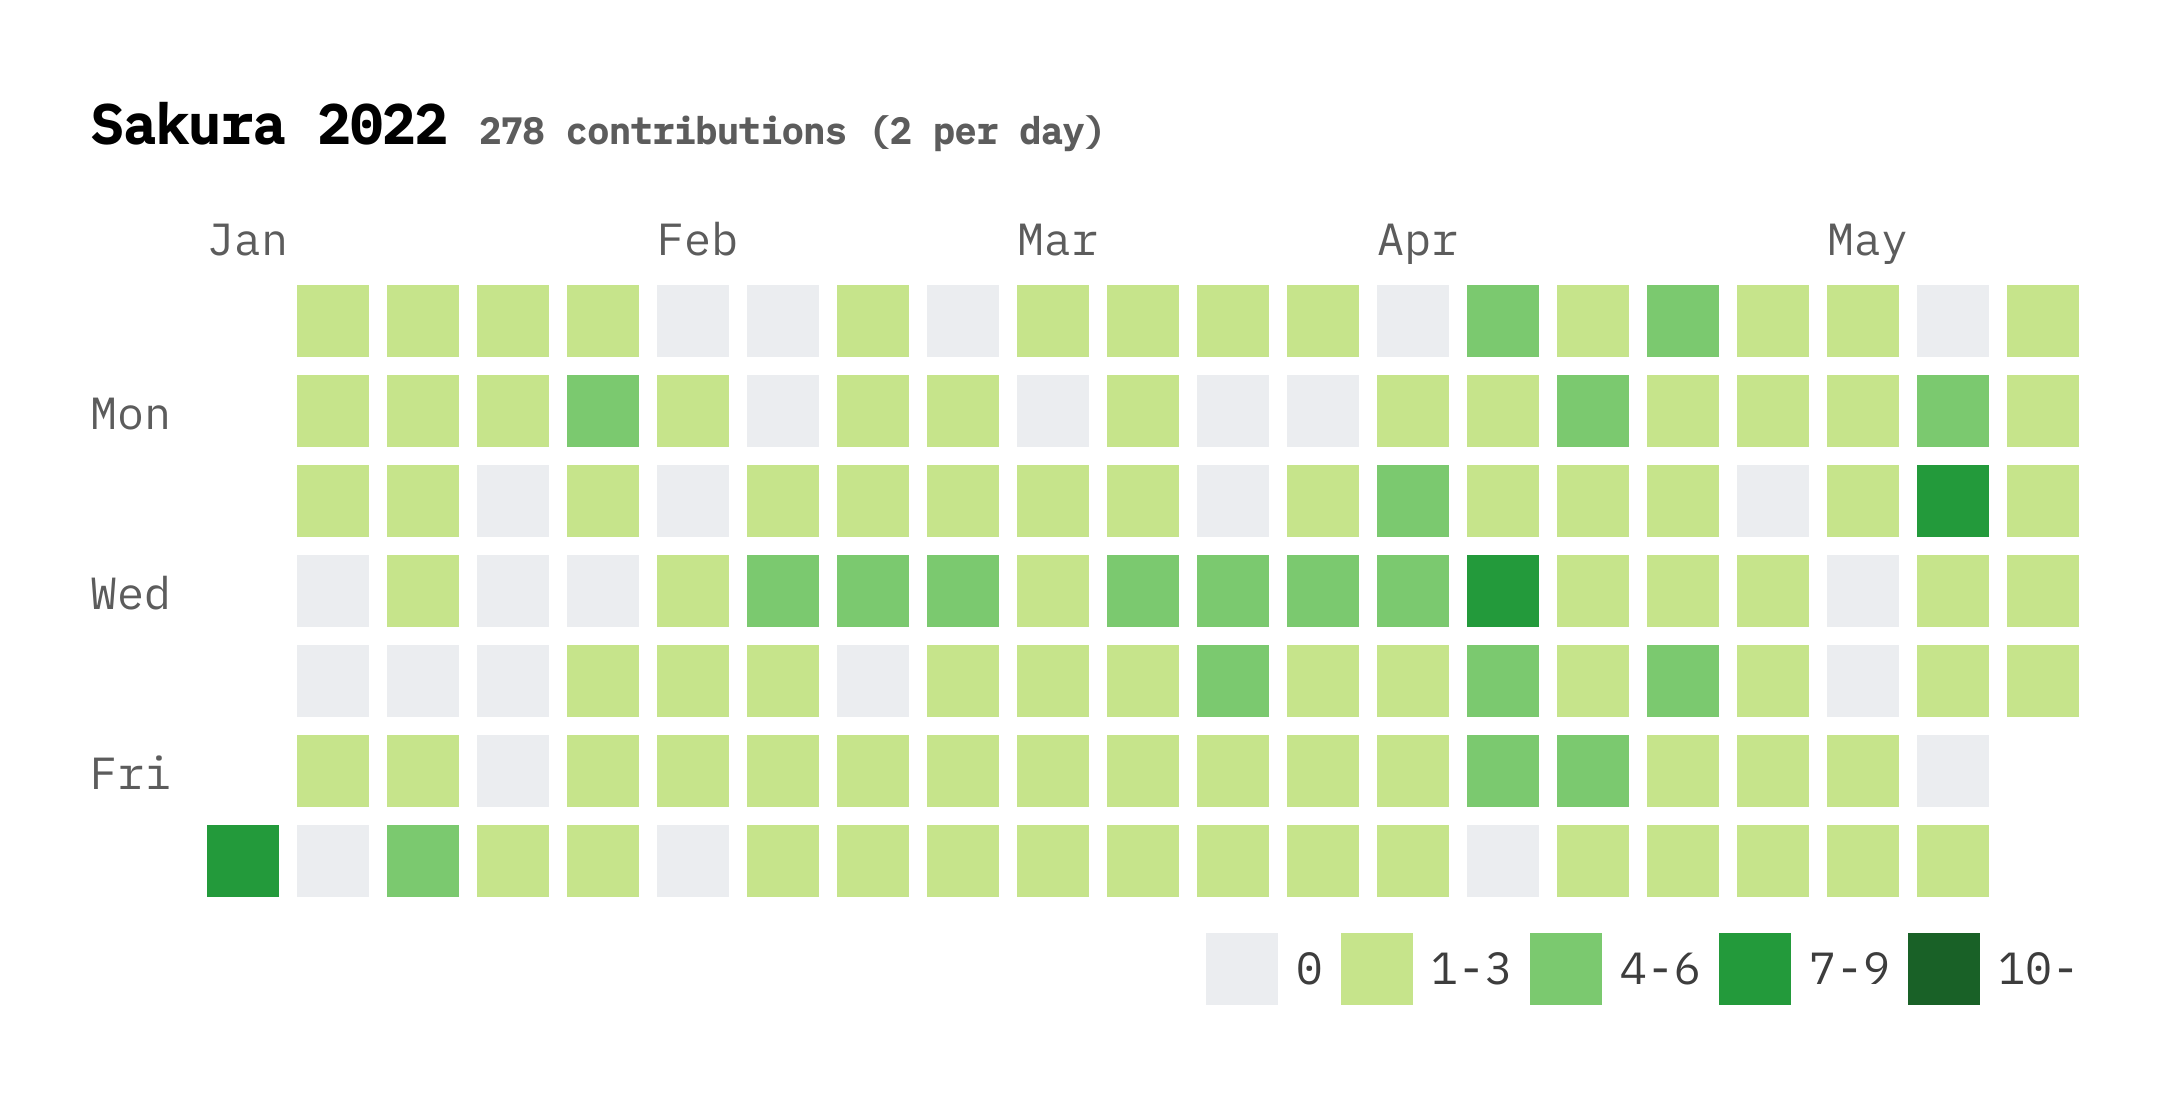 Sakura 2022 278 contributions (2 per day)
Jan Feb Mar Apr May
Mon
Wed
Fri
0 1-3 4-6 7-9 10-